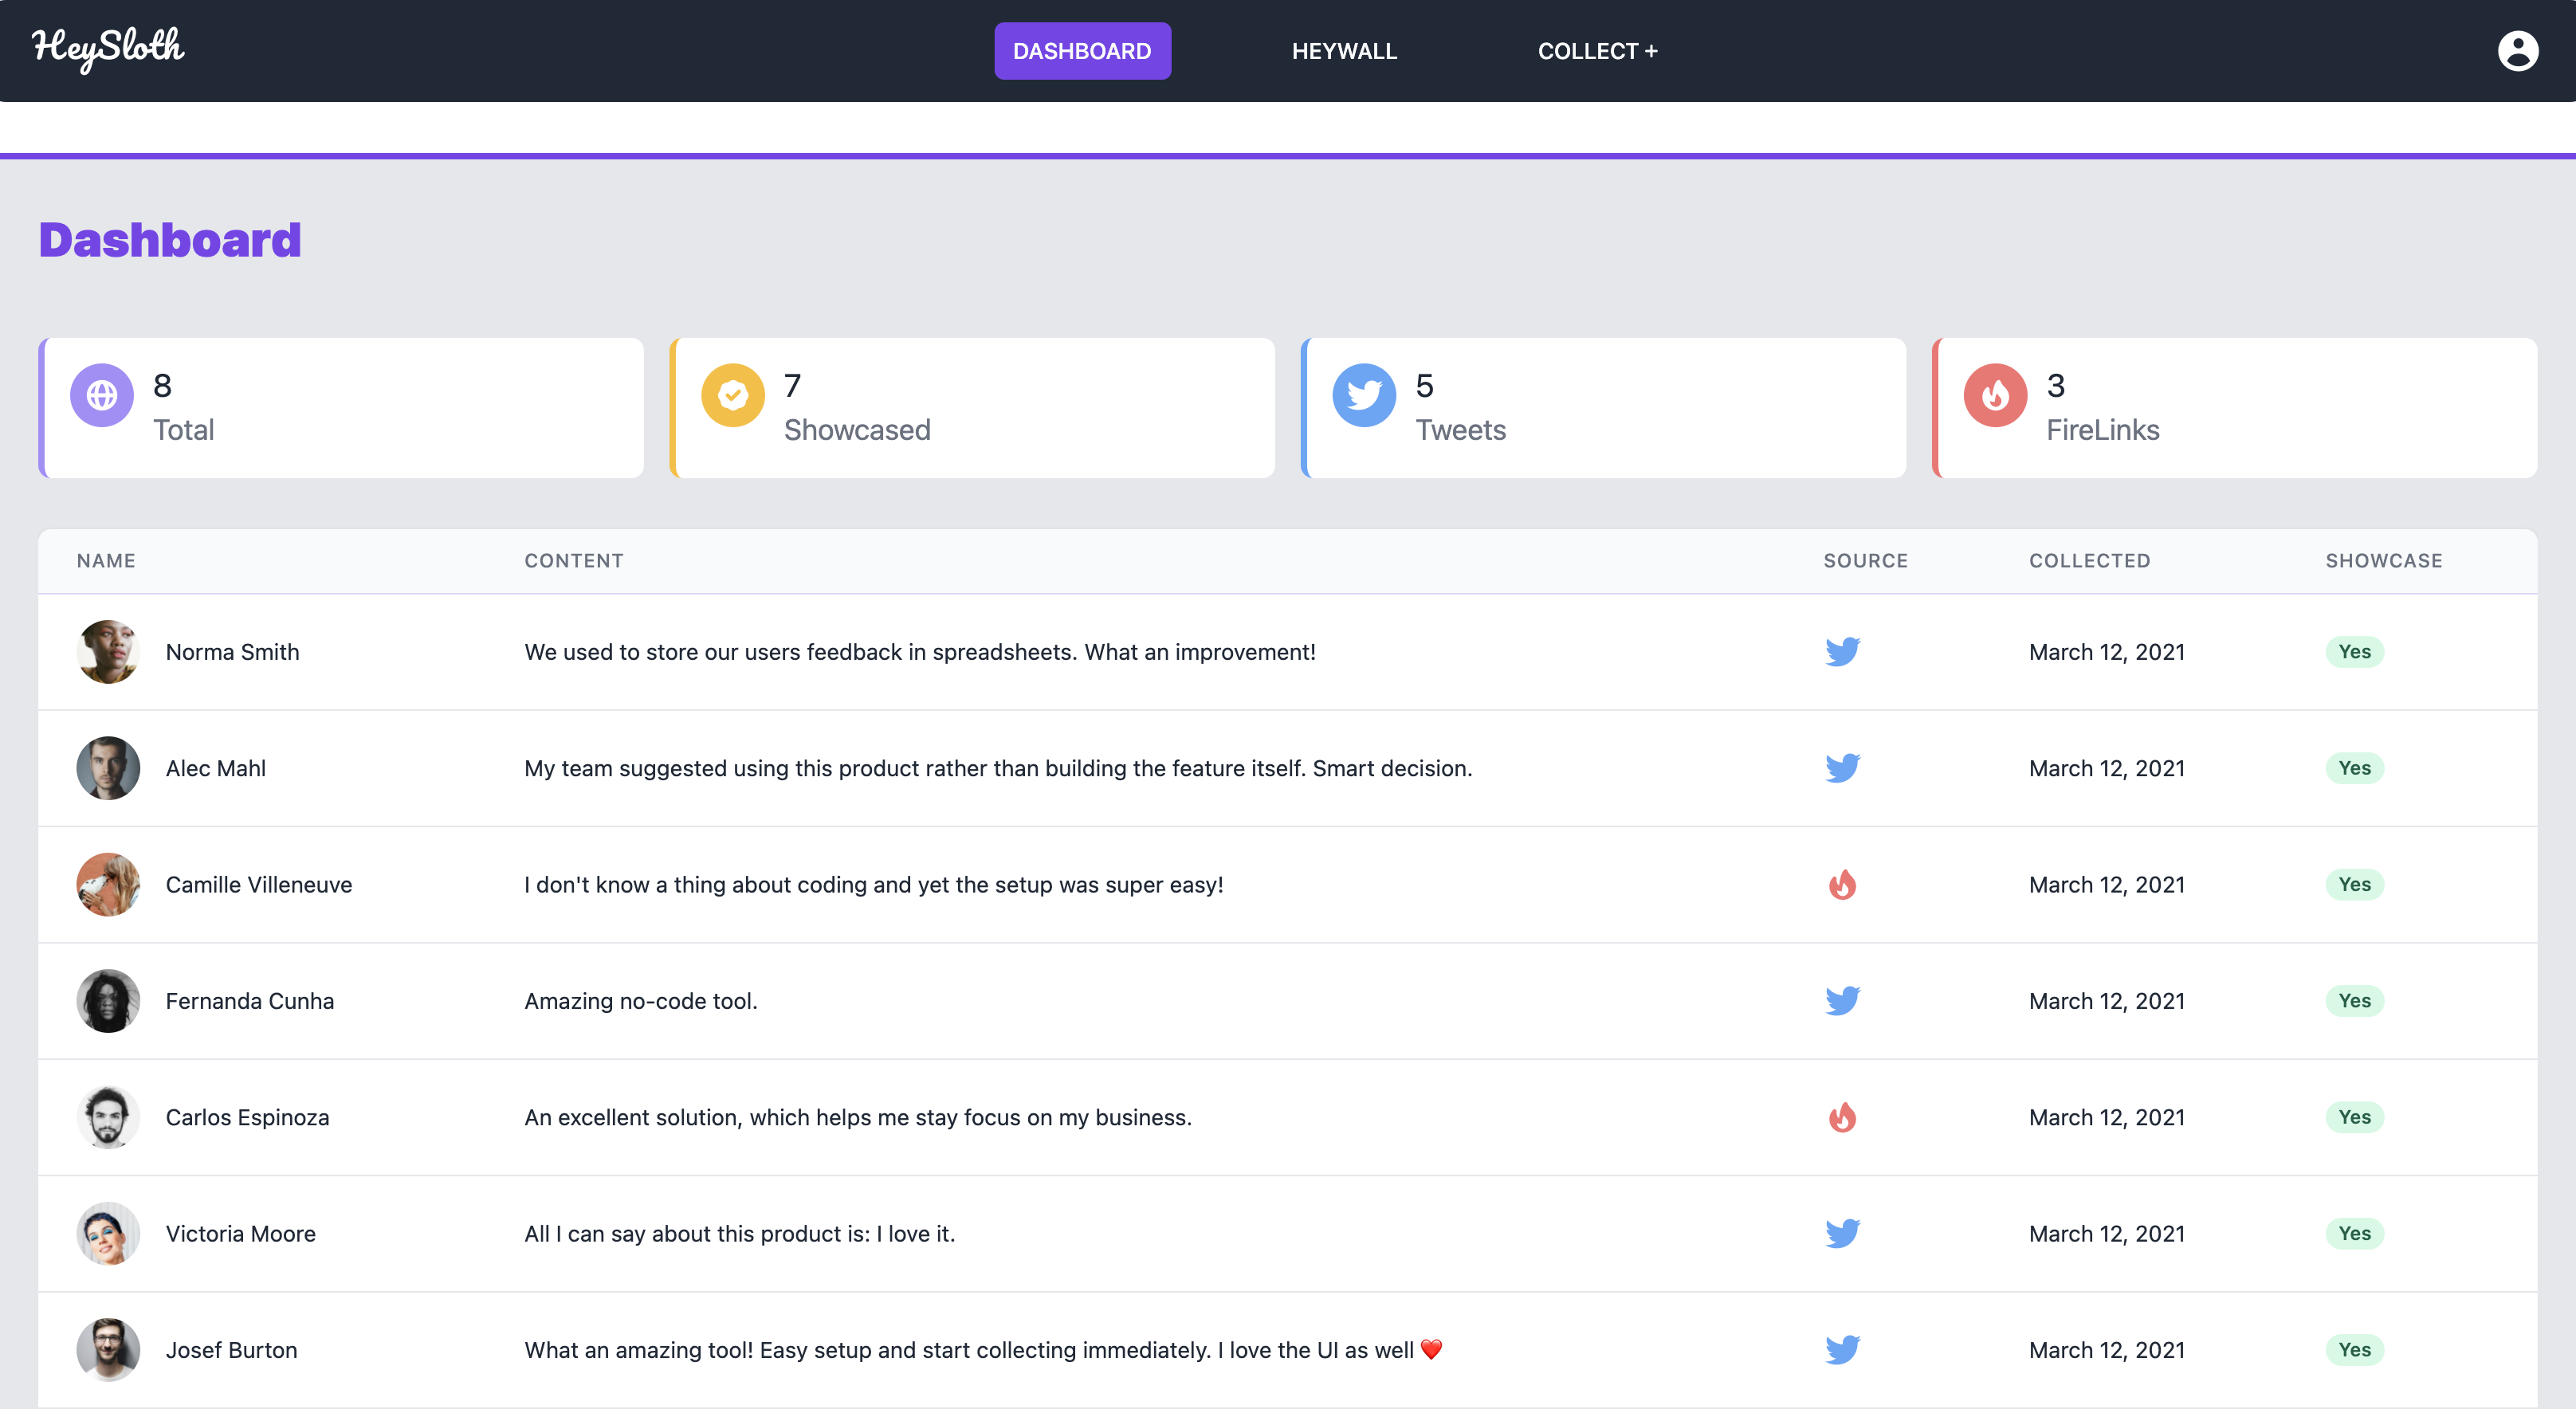 HeySloth
DASHBOARD
HEYWALL
COLLECT +
Dashboard
8
Total
7
Showcased
5
Tweets
3
FireLinks
NAME CONTENT SOURCE COLLECTED SHOWCASE
Norma Smith We used to store our users feedback in spreadsheets. What an improvement! March 12, 2021 Yes
Alec Mahl My team suggested using this product rather than building the feature itself. Smart decision. March 12, 2021 Yes
Camille Villeneuve I don't know a thing about coding and yet the setup was super easy! March 12, 2021 Yes
Fernanda Cunha Amazing no-code tool. March 12, 2021 Yes
Carlos Espinoza An excellent solution, which helps me stay focus on my business. March 12, 2021 Yes
Victoria Moore All I can say about this product is: I love it. March 12, 2021 Yes
Josef Burton What an amazing tool! Easy setup and start collecting immediately. I love the UI as well ❤️ March 12, 2021 Yes